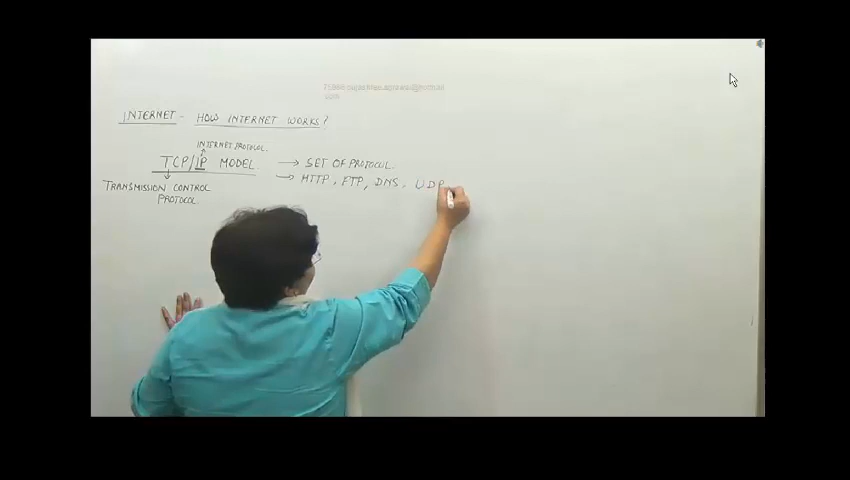 INTERNET - HOW INTERNET WORKS?
INTERNET PROTOCOL.
TCP/IP MODEL. → SET OF PROTOCOL.
→ HTTP, FTP, DNS, UDP
TRANSMISSION CONTROL
PROTOCOL.